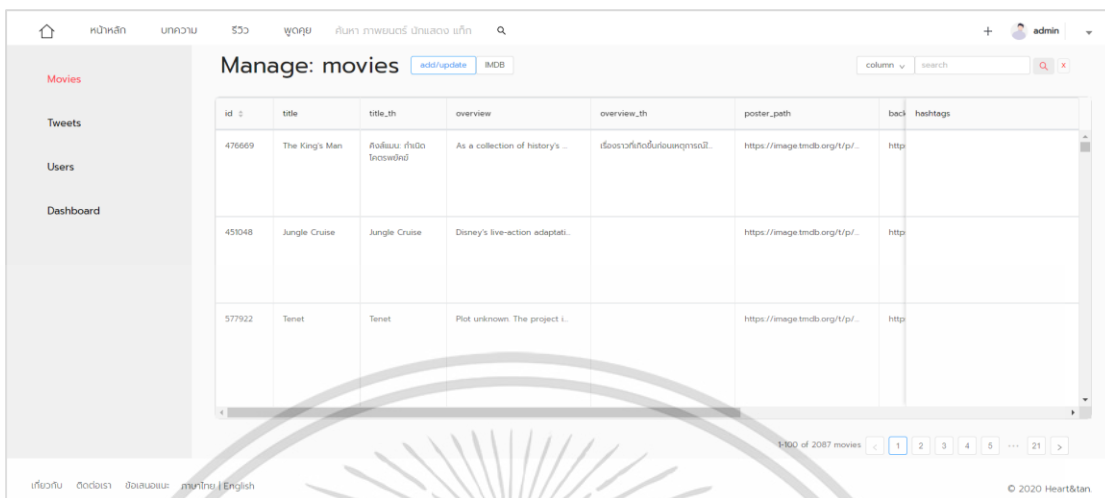 หน้าหลัก บทความ รีวิว พูดคุย ค้นหา ภาพยนตร์ นักแสดง แท็ก + admin
Manage: movies add/update IMDB column search x
Movies
Tweets
Users
Dashboard
id title title_th overview overview_th poster_path back hashtags
476669 The King's Man คิงส์แมน: กำเนิด As a collection of history's ... เรื่องราวที่เกิดขึ้นก่อนเหตุการณ์ใ... https://image.tmdb.org/t/p/... http
โคตรพยัคฆ์
451048 Jungle Cruise Jungle Cruise Disney's live-action adaptati... https://image.tmdb.org/t/p/... http
577922 Tenet Tenet Plot unknown. The project i... https://image.tmdb.org/t/p/... http
1-100 of 2087 movies < 1 2 3 4 5 ••• 21 >
เกี่ยวกับ ติดต่อเรา ข้อเสนอแนะ ภาษาไทย | English © 2020 Heart&tan.